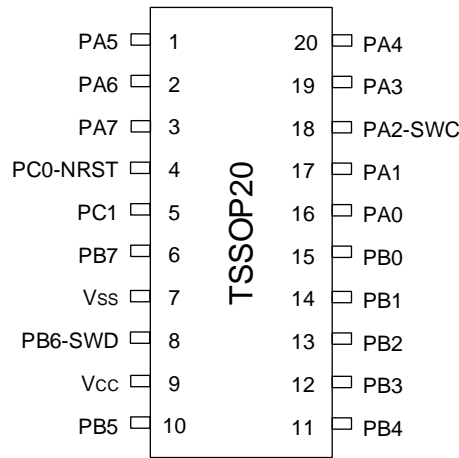 PA5 1 20 PA4
PA6 2 19 PA3
PA7 3 18 PA2-SWC
PC0-NRST 4 17 PA1
PC1 5 16 PA0
PB7 6 15 PB0
Vss 7 14 PB1
PB6-SWD 8 13 PB2
Vcc 9 12 PB3
PB5 10 11 PB4
TSSOP20